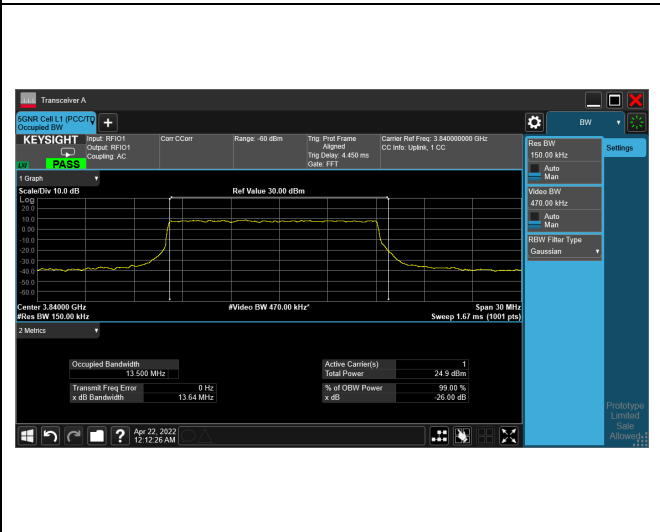 Transceiver A
5GNR Cell L1 (PCC/TD
Occupied BW
BW
KEYSIGHT
LXI
PASS
Input: RFIO1
Output: RFIO1
Coupling: AC
Corr CCorr
Range: -60 dBm
Trig: Prot Frame
Aligned
Trig Delay: 4.450 ms
Gate: FFT
Carrier Ref Freq: 3.840000000 GHz
CC Info: Uplink, 1 CC
Res BW
150.00 kHz
Auto
Man
Settings
Video BW
470.00 kHz
Auto
Man
RBW Filter Type
Gaussian
1 Graph
Scale/Div 10.0 dB
Ref Value 30.00 dBm
Log
20.0
10.0
0.00
-10.0
-20.0
-30.0
-40.0
-50.0
-60.0
Center 3.84000 GHz
#Video BW 470.00 kHz*
Span 30 MHz
#Res BW 150.00 kHz
Sweep 1.67 ms (1001 pts)
2 Metrics
Occupied Bandwidth
13.500 MHz
Active Carrier(s) 1
Total Power 24.9 dBm
Transmit Freq Error 0 Hz
x dB Bandwidth 13.64 MHz
% of OBW Power 99.00 %
x dB -26.00 dB
Prototype
Limited
Sale
Allowed
Apr 22, 2022
12:12:26 AM